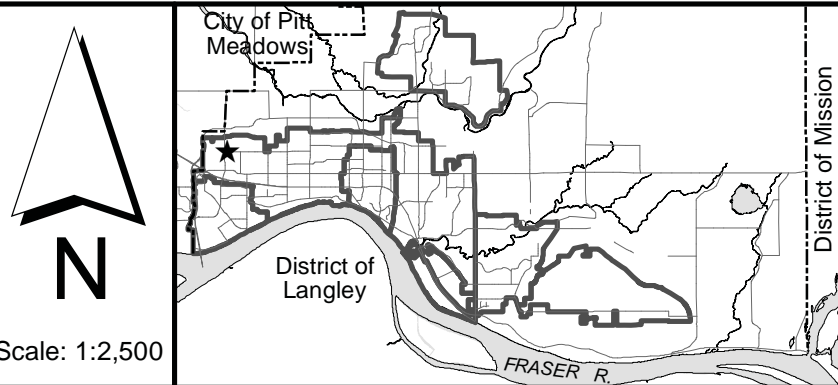 N
Scale: 1:2,500
City of Pitt
Meadows
District of
Langley
FRASER R.
District of Mission